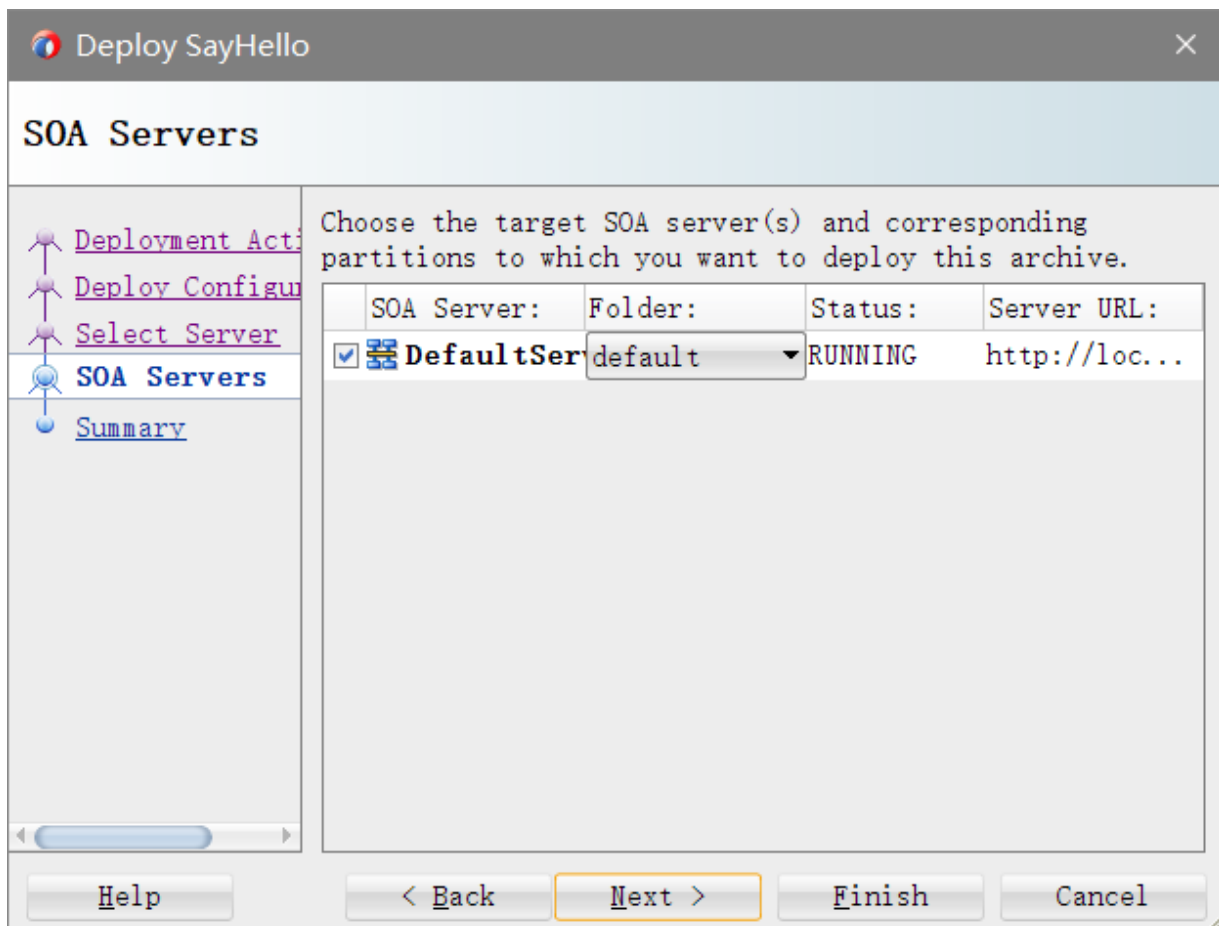 Deploy SayHello
SOA Servers
Deployment Acti
Deploy Configur
Select Server
SOA Servers
Summary
Choose the target SOA server(s) and corresponding
partitions to which you want to deploy this archive.
SOA Server: Folder: Status: Server URL:
DefaultSer default RUNNING http://loc...
Help < Back Next > Finish Cancel